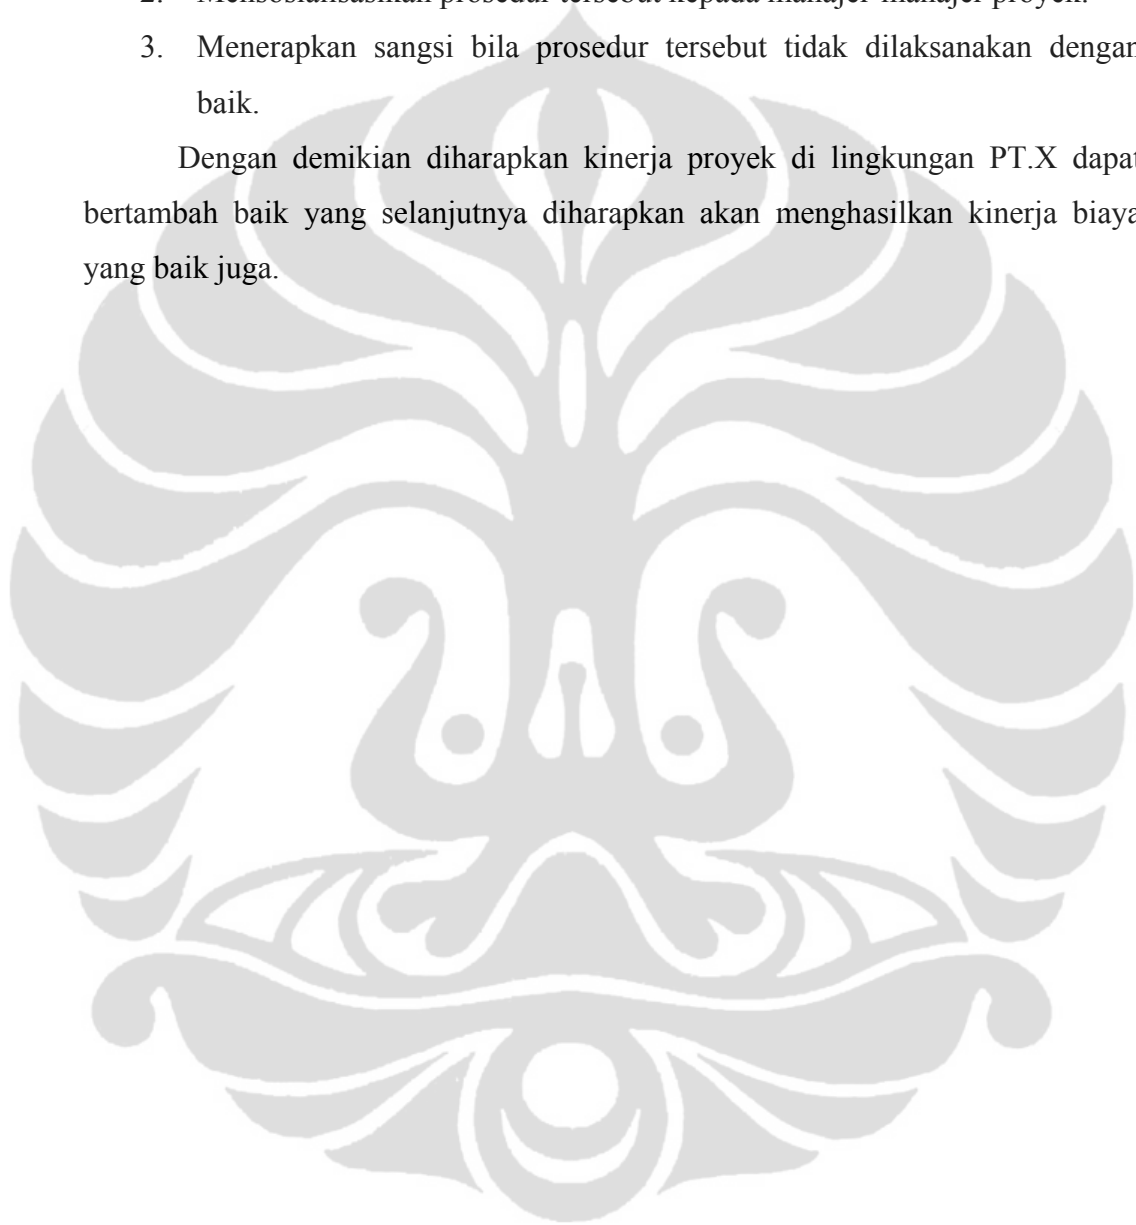 2. Mensosialisasikan prosedur tersebut kepada manajer-manajer proyek.
3. Menerapkan sangsi bila prosedur tersebut tidak dilaksanakan dengan
baik.
Dengan demikian diharapkan kinerja proyek di lingkungan PT.X dapat
bertambah baik yang selanjutnya diharapkan akan menghasilkan kinerja biaya
yang baik juga.